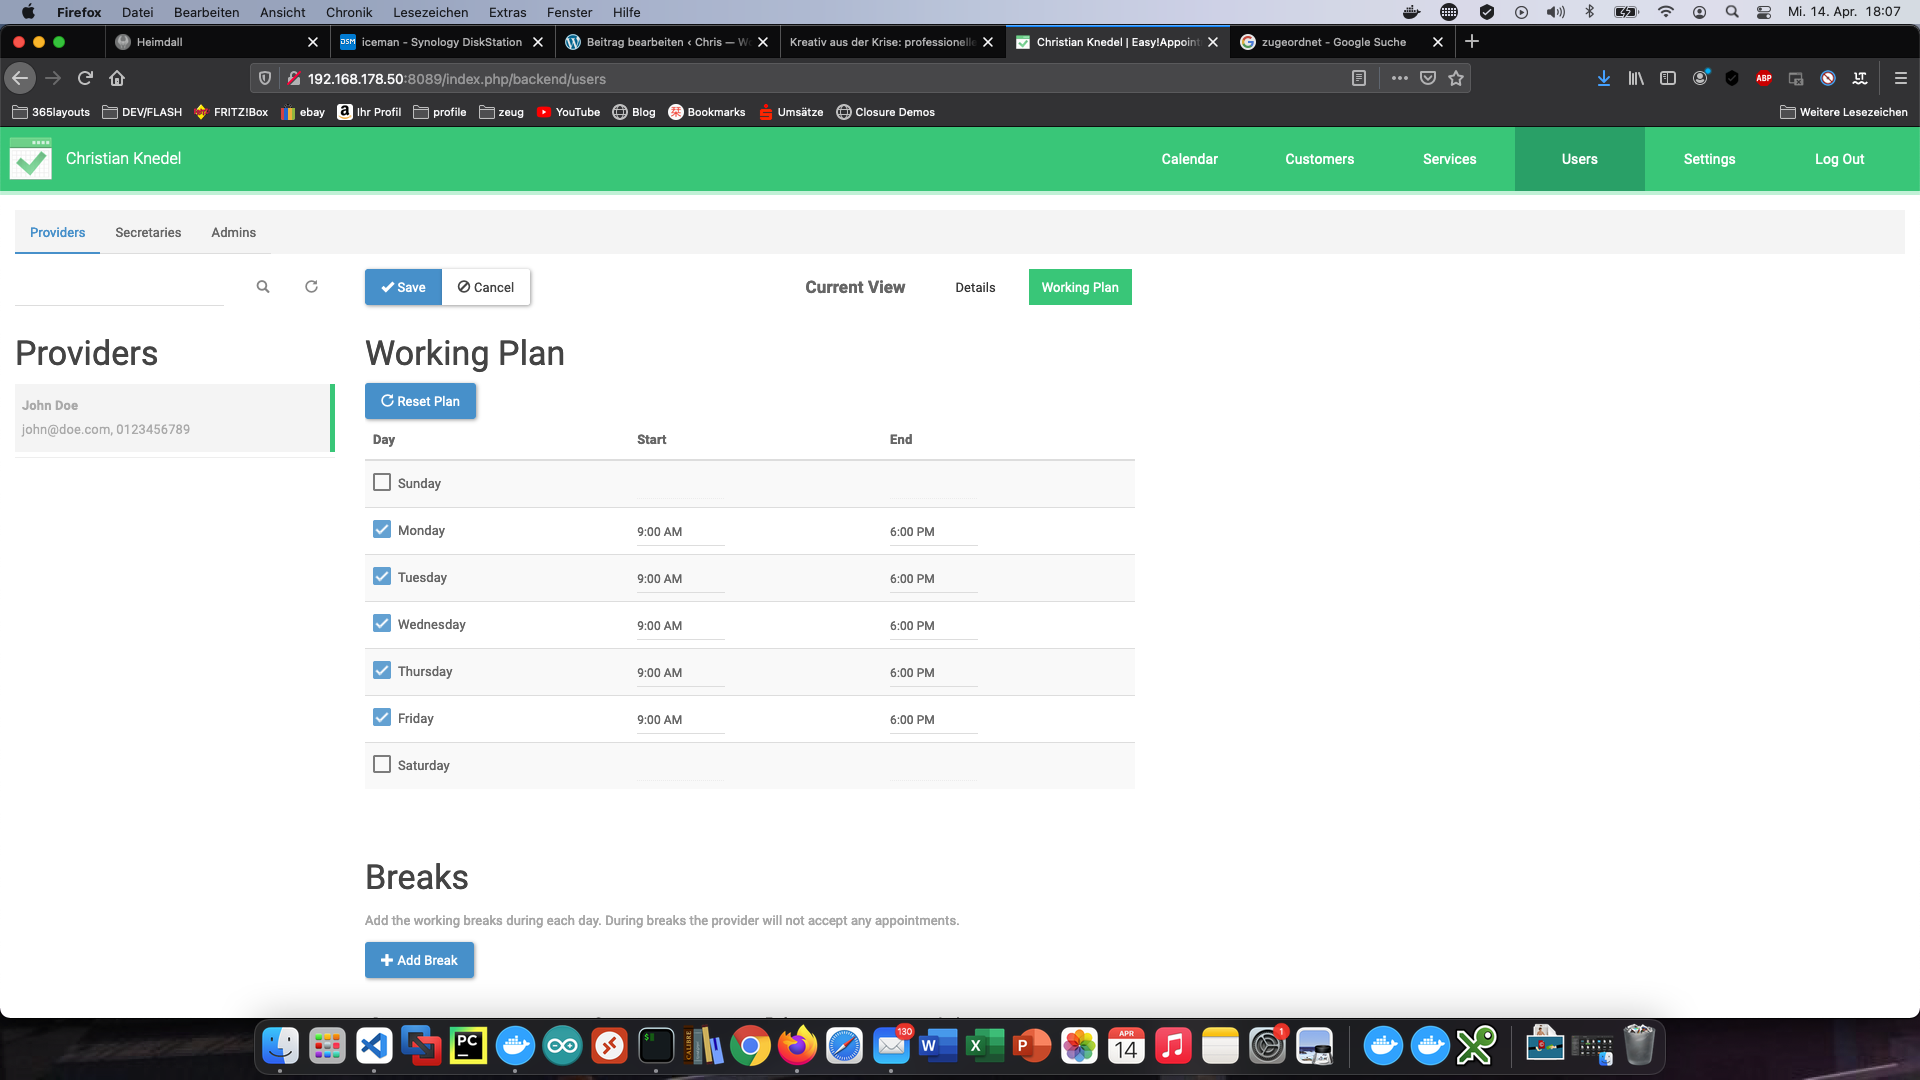 Firefox Datei Bearbeiten Ansicht Chronik Lesezeichen Extras Fenster Hilfe Mi. 14. Apr. 18:07
Heimdall iceman - Synology DiskStation Beitrag bearbeiten ‹ Chris — Wo Kreativ aus der Krise: professionelle Christian Knedel | Easy!Appoint zugeordnet - Google Suche
192.168.178.50:8089/index.php/backend/users
ABP
365layouts DEV/FLASH FRITZ!Box ebay Ihr Profil profile zeug YouTube Blog Bookmarks Umsätze Closure Demos Weitere Lesezeichen
Christian Knedel Calendar Customers Services Users Settings Log Out
Providers Secretaries Admins
Save Cancel Current View Details Working Plan
Providers
John Doe
john@doe.com, 0123456789
Working Plan
Reset Plan
Day Start End
Sunday
Monday 9:00 AM 6:00 PM
Tuesday 9:00 AM 6:00 PM
Wednesday 9:00 AM 6:00 PM
Thursday 9:00 AM 6:00 PM
Friday 9:00 AM 6:00 PM
Saturday
Breaks
Add the working breaks during each day. During breaks the provider will not accept any appointments.
Add Break
PC CALIBRE 130 W X P APR 14 1